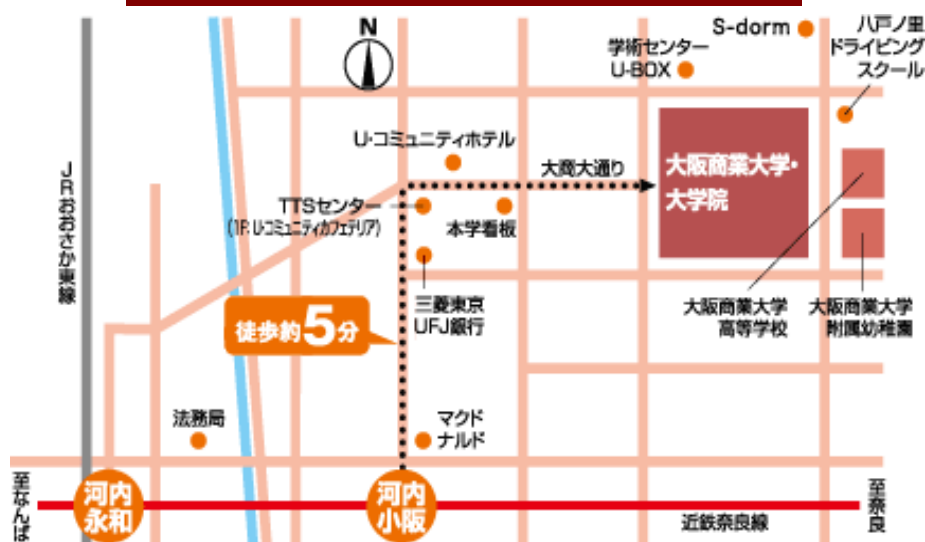 N
S-dorm
八戸ノ里
ドライビング
スクール
学術センター
U-BOX
U・コミュニティホテル
大商大通り
大阪商業大学・
大学院
JRおおさか東線
TTSセンター
(1F: U・コミュニティカフェテリア)
本学看板
三菱東京
UFJ銀行
大阪商業大学
高等学校
大阪商業大学
附属幼稚園
徒歩約5分
法務局
マクド
ナルド
至なんば
河内
永和
河内
小阪
近鉄奈良線
至奈良